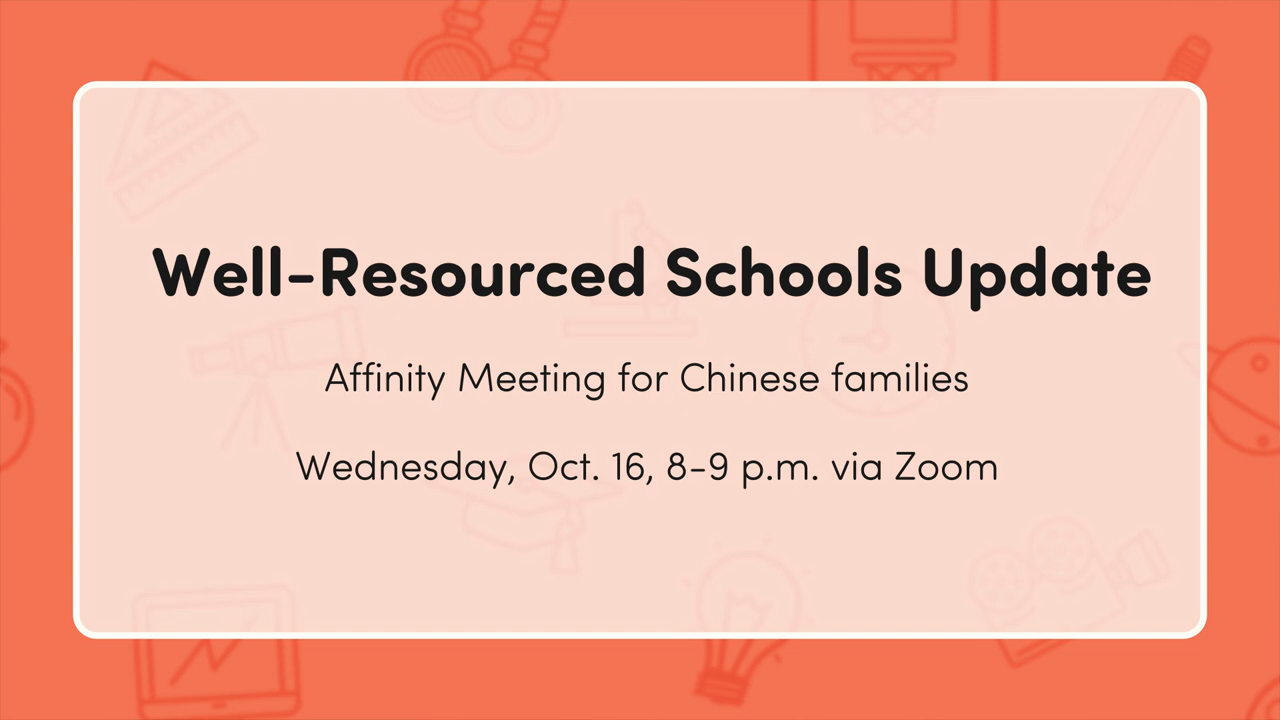 Well-Resourced Schools Update
Affinity Meeting for Chinese families
Wednesday, Oct. 16, 8-9 p.m. via Zoom